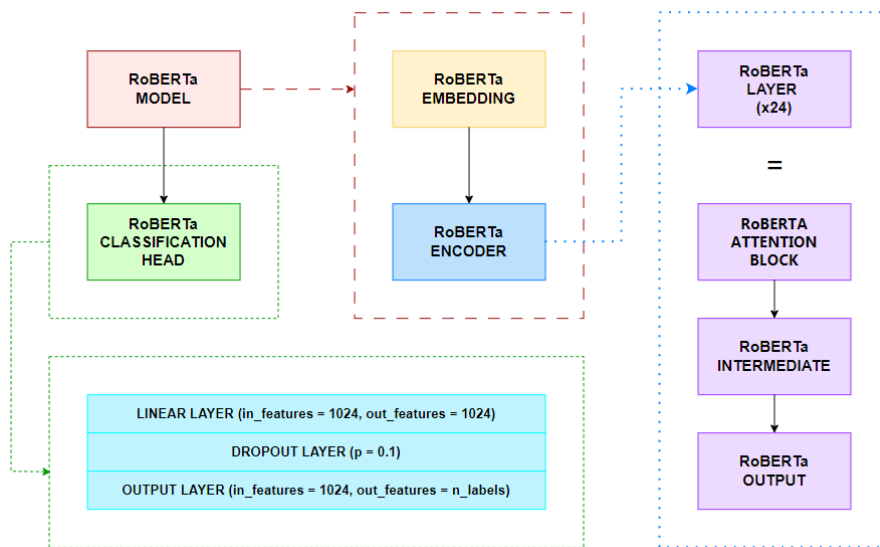 RoBERTa
MODEL
RoBERTa
EMBEDDING
RoBERTa
LAYER
(x24)
=
RoBERTa
CLASSIFICATION
HEAD
RoBERTa
ENCODER
RoBERTA
ATTENTION
BLOCK
RoBERTa
INTERMEDIATE
LINEAR LAYER (in_features = 1024, out_features = 1024)
DROPOUT LAYER (p = 0.1)
OUTPUT LAYER (in_features = 1024, out_features = n_labels)
RoBERTa
OUTPUT